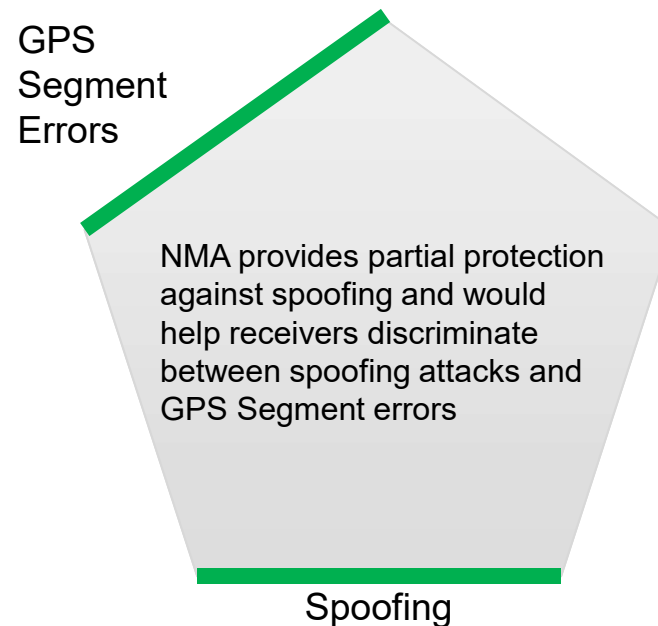 GPS
Segment
Errors
NMA provides partial protection
against spoofing and would
help receivers discriminate
between spoofing attacks and
GPS Segment errors
Spoofing